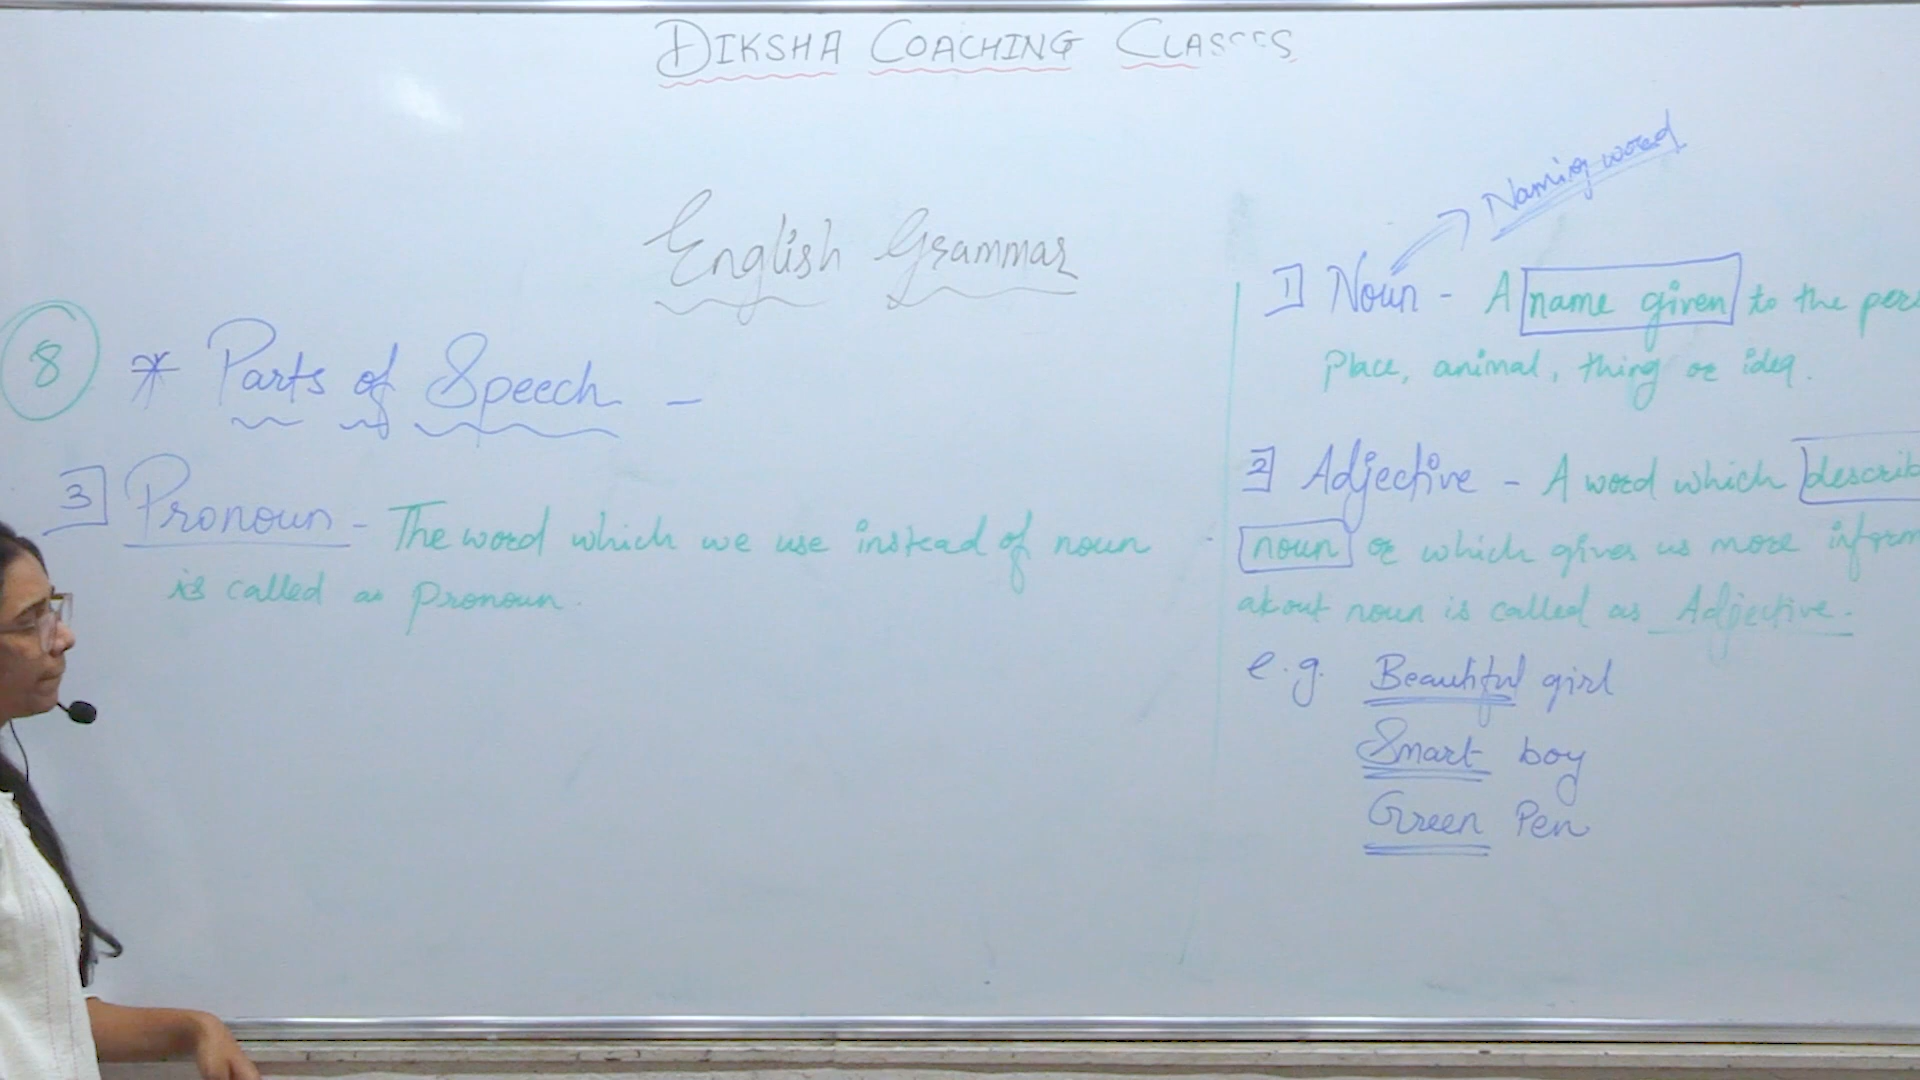 DIKSHA COACHING CLASSES
English Grammar
8
* Parts of Speech -
3] Pronoun - The word which we use instead of noun
is called as Pronoun.
Naming word
1] Noun - A name given to the per
Place, animal, thing or idea.
2] Adjective - A word which describ
noun or which gives us more inform
about noun is called as Adjective.
e.g. Beautiful girl
Smart boy
Green Pen